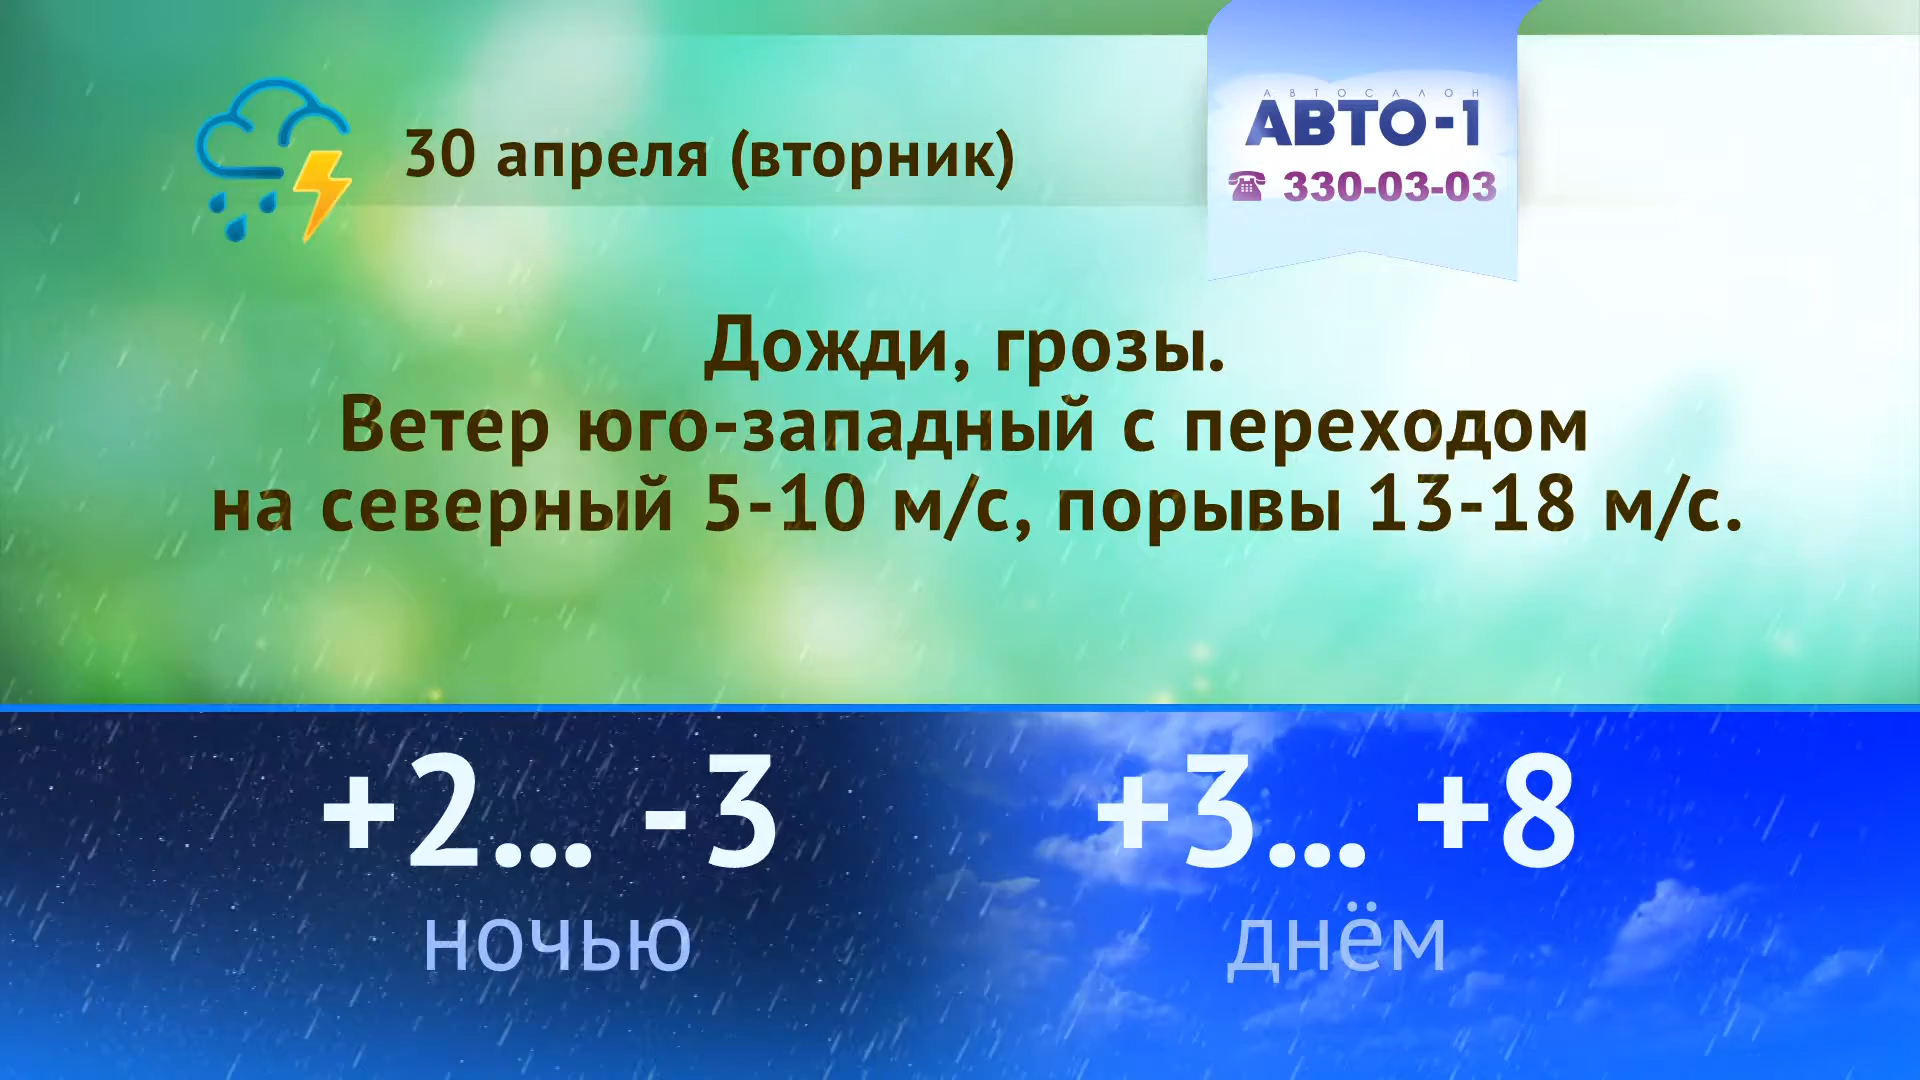 30 апреля (вторник)
АВТОСАЛОН
АВТО-1
☎ 330-03-03
Дожди, грозы.
Ветер юго-западный с переходом
на северный 5-10 м/с, порывы 13-18 м/с.
+2... -3
ночью
+3... +8
днём